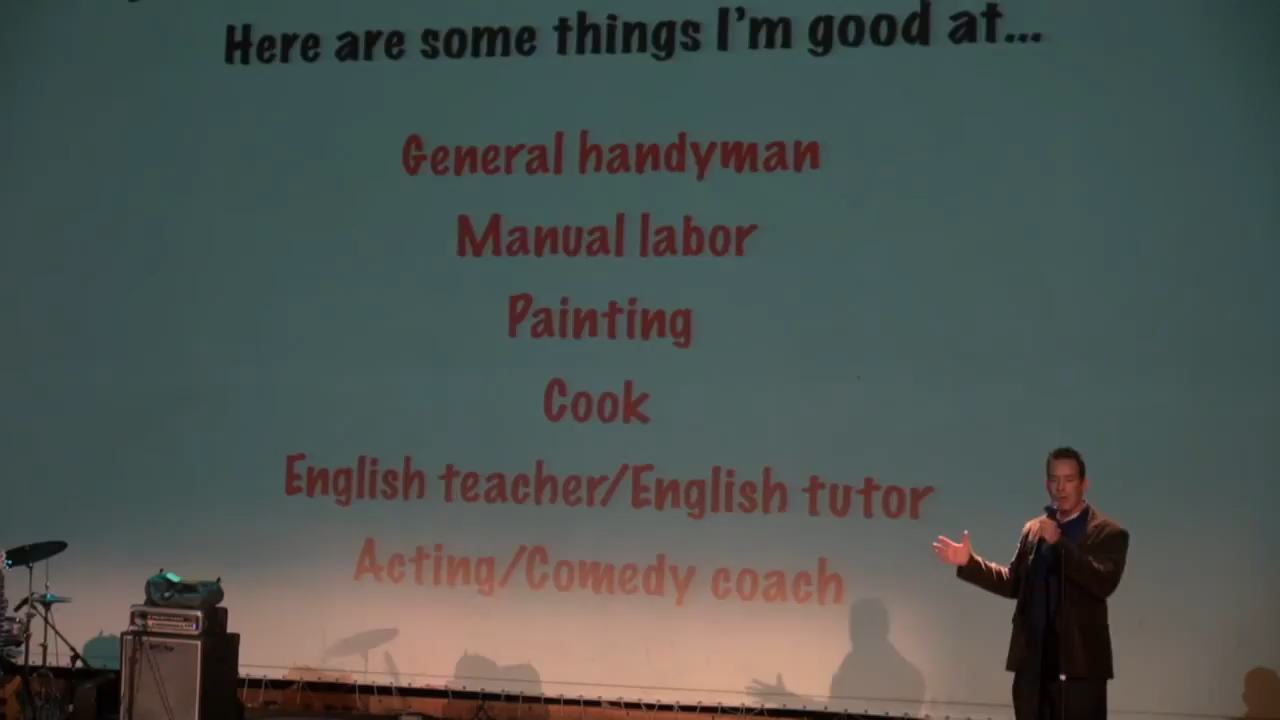 Here are some things I'm good at...
General handyman
Manual labor
Painting
Cook
English teacher/English tutor
Acting/Comedy coach